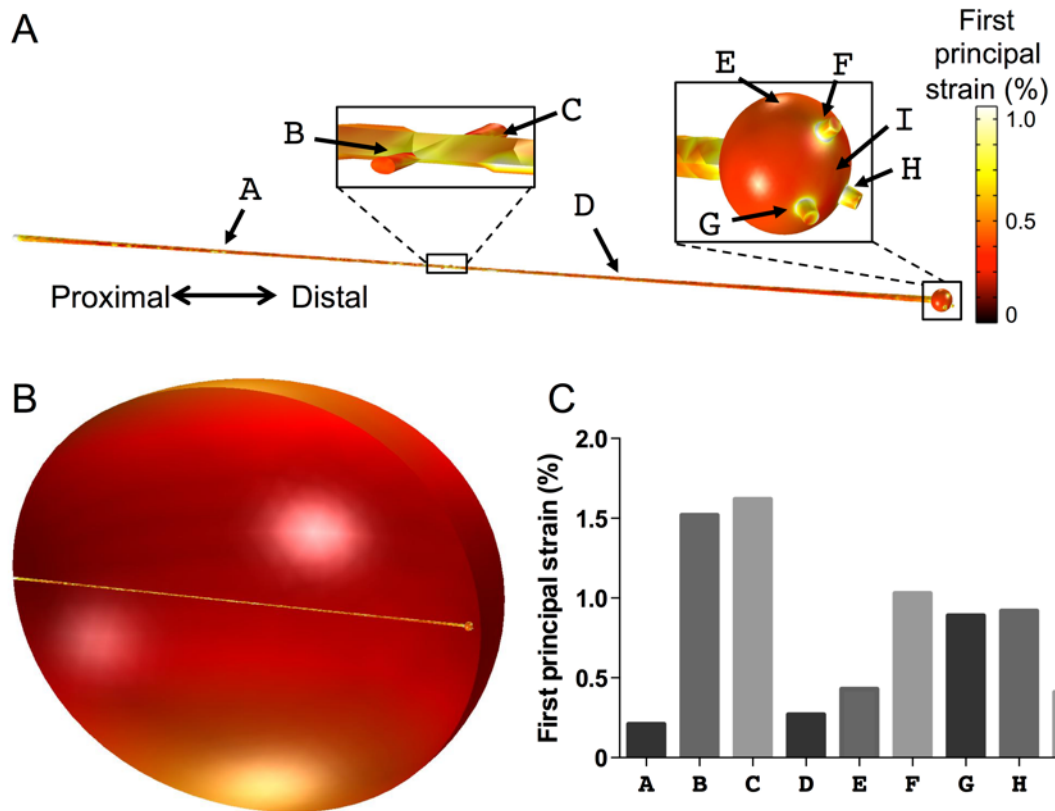 A
First
principal
strain (%)
E
F
C
B
I
1.0
H
A
D
G
0.5
Proximal
Distal
0
B
C
First principal strain (%)
2.0
1.5
1.0
0.5
0
A B C D E F G H